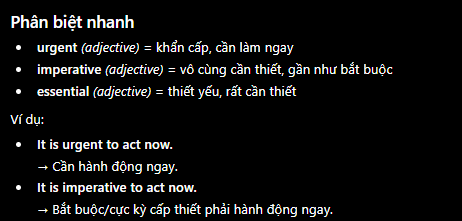 Phân biệt nhanh
• urgent (adjective) = khẩn cấp, cần làm ngay
• imperative (adjective) = vô cùng cần thiết, gần như bắt buộc
• essential (adjective) = thiết yếu, rất cần thiết
Ví dụ:
• It is urgent to act now.
→ Cần hành động ngay.
• It is imperative to act now.
→ Bắt buộc/cực kỳ cấp thiết phải hành động ngay.